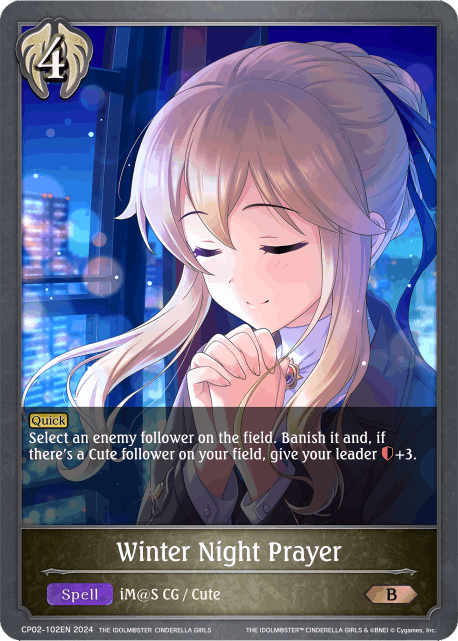 4
Quick
Select an enemy follower on the field. Banish it and, if
there's a Cute follower on your field, give your leader +3.
Winter Night Prayer
Spell iM@S CG / Cute B
CP02-102EN 2024 THE IDOLM@STER CINDERELLA GIRLS THE IDOLM@STER™ CINDERELLA GIRLS & ©BNEI © Cygames, Inc.